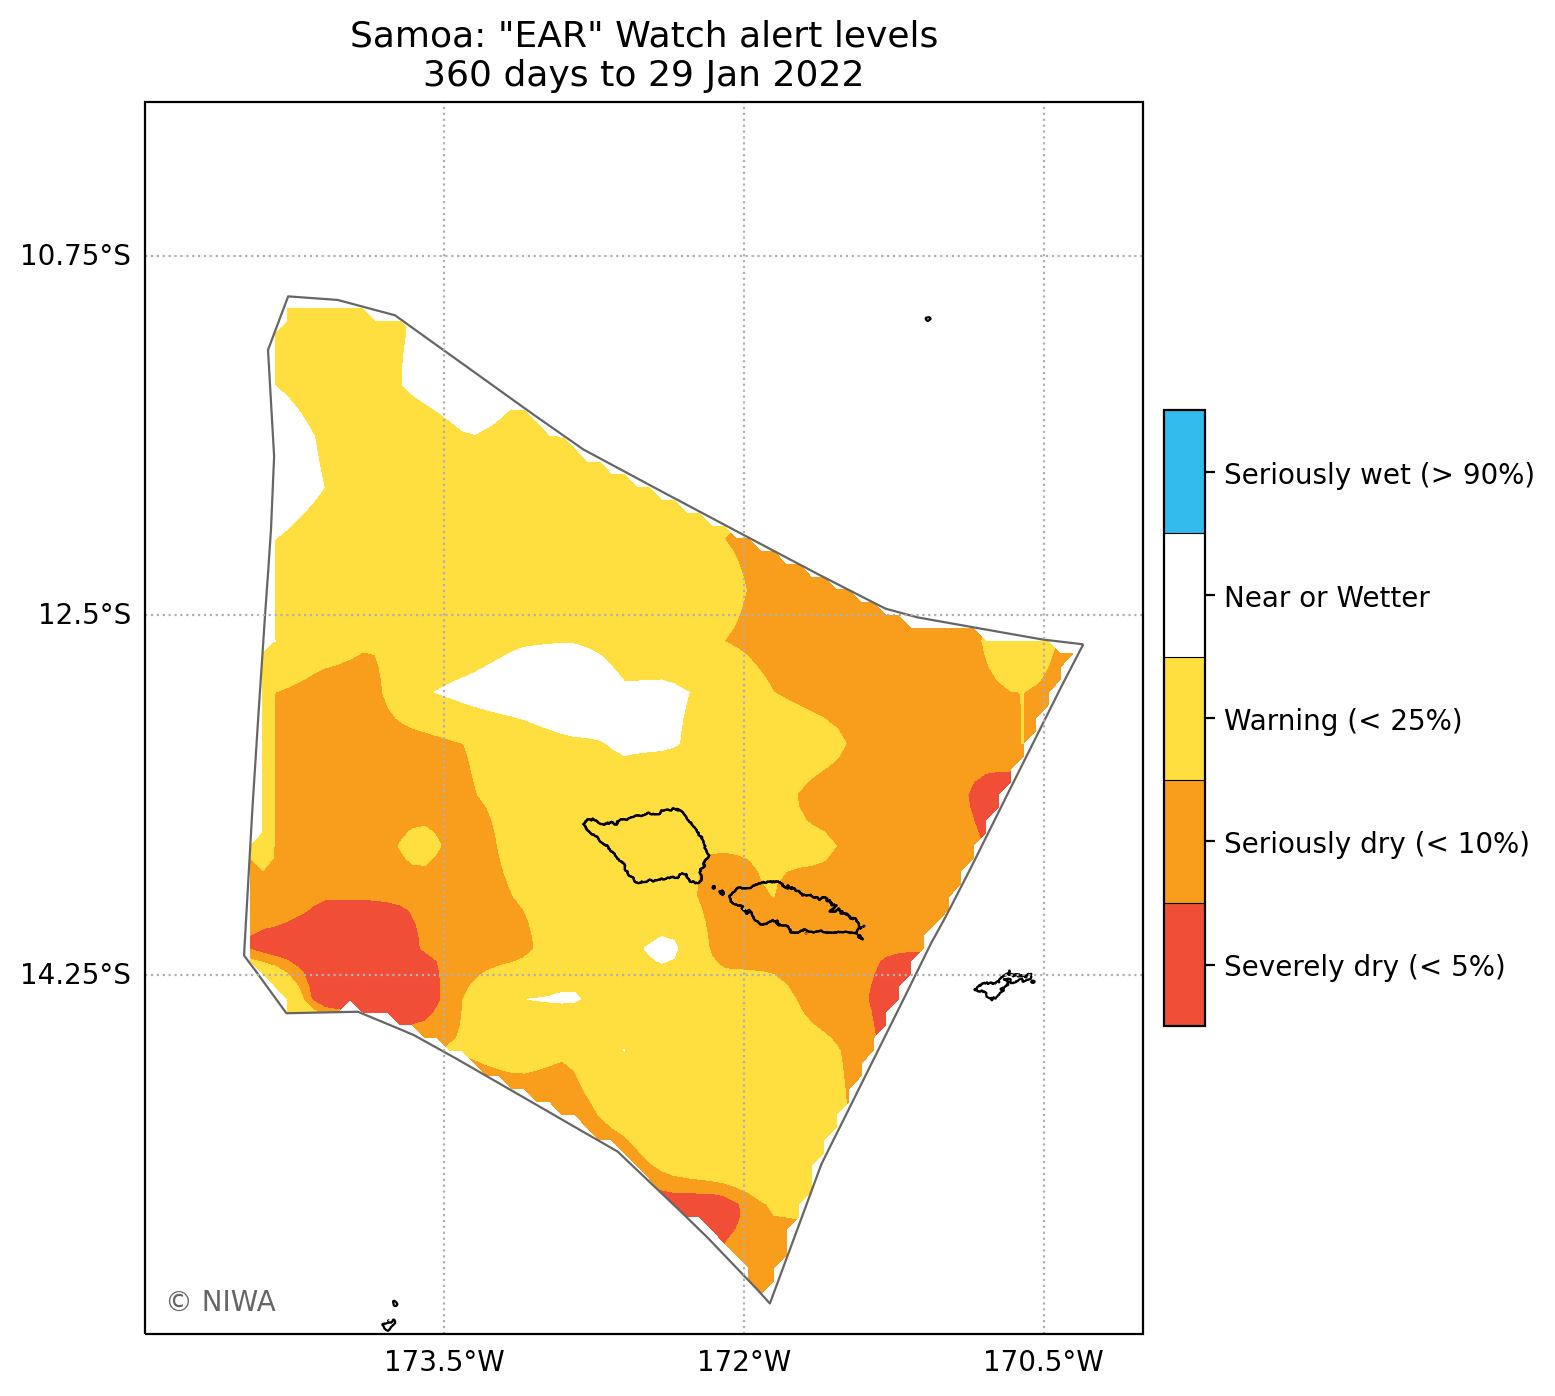 Samoa: "EAR" Watch alert levels
360 days to 29 Jan 2022
10.75°S
12.5°S
14.25°S
173.5°W
172°W
170.5°W
Seriously wet (> 90%)
Near or Wetter
Warning (< 25%)
Seriously dry (< 10%)
Severely dry (< 5%)
© NIWA